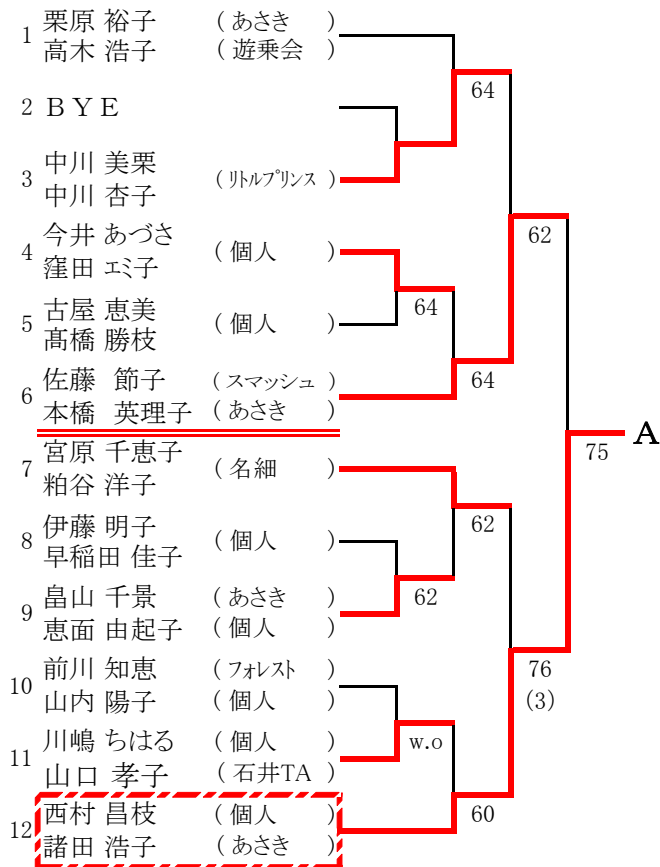 1 栗原 裕子 (あさき)
高木 浩子 (遊乗会)
64
2 BYE
3 中川 美栗
中川 杏子 (リトルプリンス)
62
4 今井 あづさ (個人)
窪田 エミ子
64
5 古屋 恵美 (個人)
髙橋 勝枝
64
6 佐藤 節子 (スマッシュ)
本橋 英理子 (あさき)
75 A
7 宮原 千恵子 (名細)
粕谷 洋子
62
8 伊藤 明子 (個人)
早稲田 佳子
62
9 畠山 千景 (あさき)
恵面 由起子 (個人)
76
(3)
10 前川 知恵 (フォレスト)
山内 陽子 (個人)
w.o
11 川嶋 ちはる (個人)
山口 孝子 (石井TA)
60
12 西村 昌枝 (個人)
諸田 浩子 (あさき)